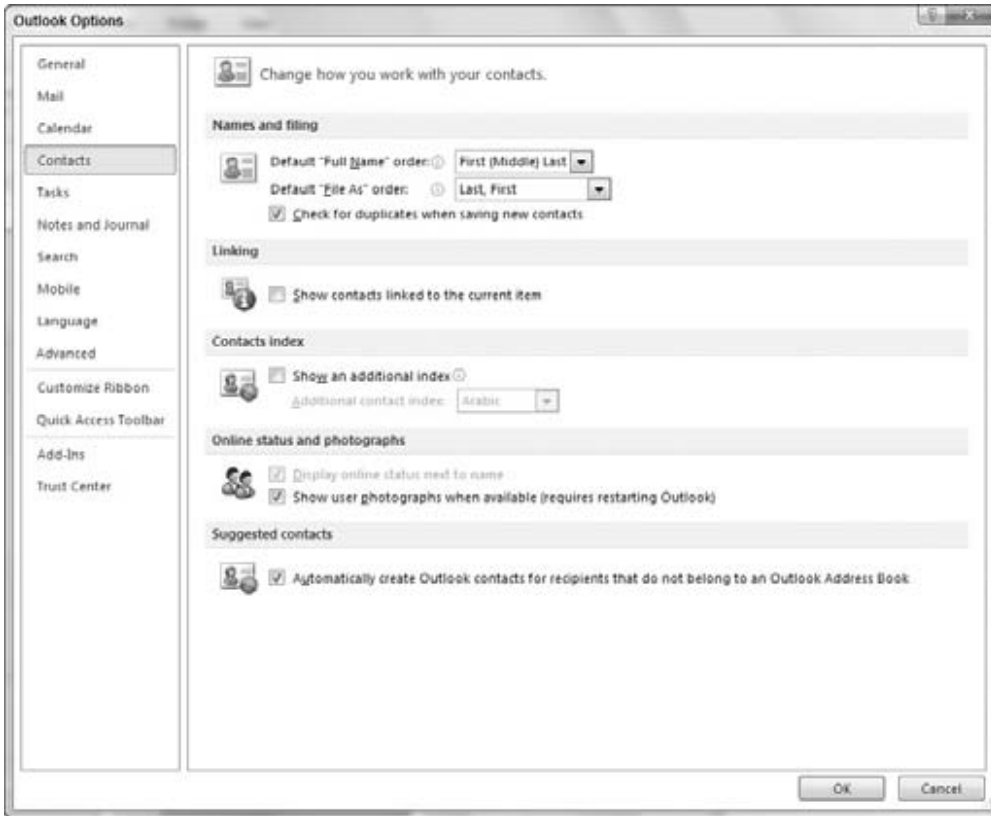 Outlook Options
General
Mail
Calendar
Contacts
Tasks
Notes and Journal
Search
Mobile
Language
Advanced
Customize Ribbon
Quick Access Toolbar
Add-Ins
Trust Center
Change how you work with your contacts.
Names and filing
Default "Full Name" order: First (Middle) Last
Default "File As" order: Last, First
Check for duplicates when saving new contacts
Linking
Show contacts linked to the current item
Contacts index
Show an additional index
Additional contact index: Arabic
Online status and photographs
Display online status next to name
Show user photographs when available (requires restarting Outlook)
Suggested contacts
Automatically create Outlook contacts for recipients that do not belong to an Outlook Address Book
OK Cancel